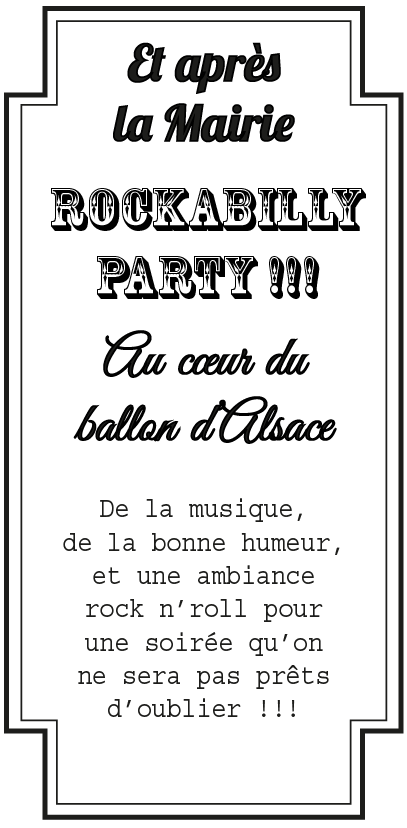 Et après
la Mairie
ROCKABILLY
PARTY !!!
Au cœur du
ballon d'Alsace
De la musique,
de la bonne humeur,
et une ambiance
rock n’roll pour
une soirée qu’on
ne sera pas prêts
d’oublier !!!